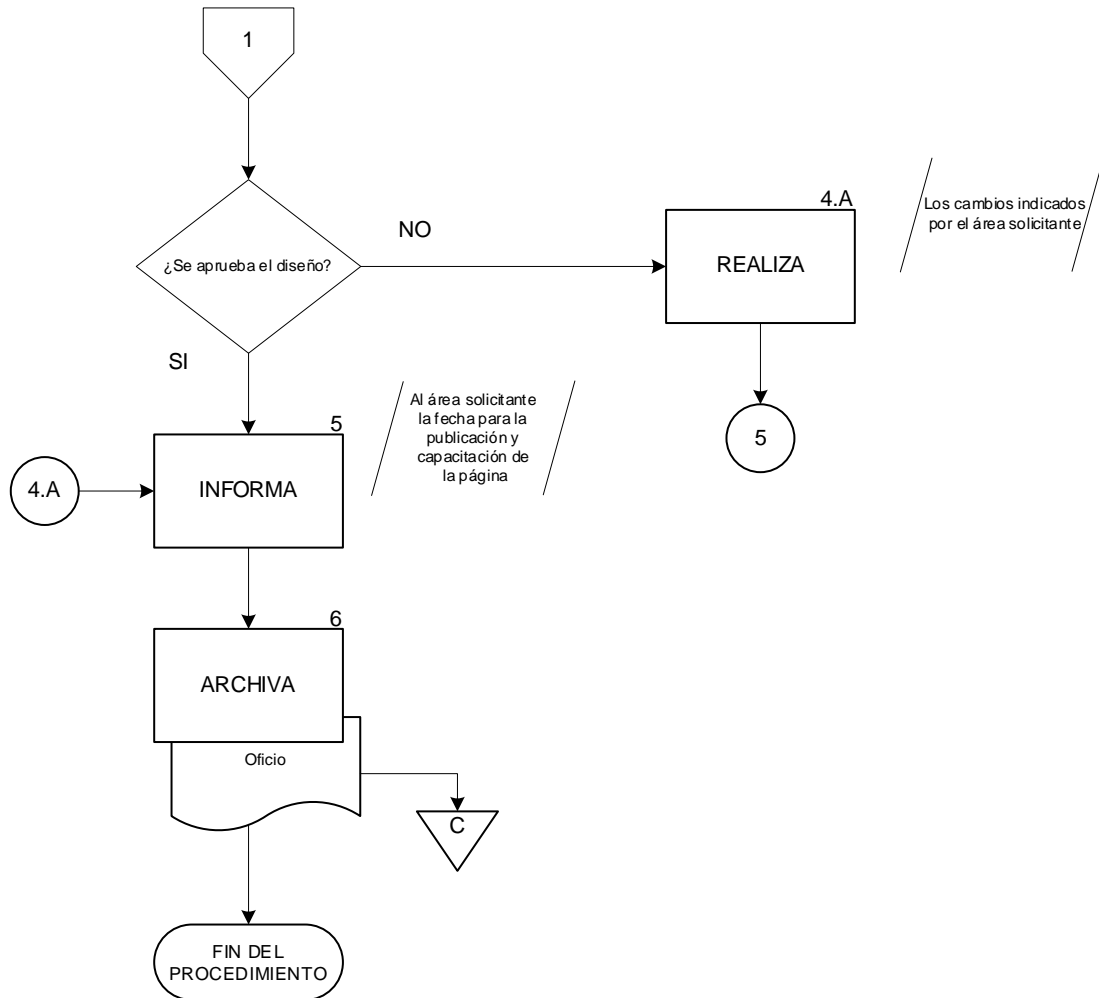 1
4.A
Los cambios indicados
por el área solicitante
NO
REALIZA
¿Se aprueba el diseño?
SI
Al área solicitante
la fecha para la
publicación y
capacitación de
la página
5
5
4.A
INFORMA
6
ARCHIVA
Oficio
C
FIN DEL
PROCEDIMIENTO